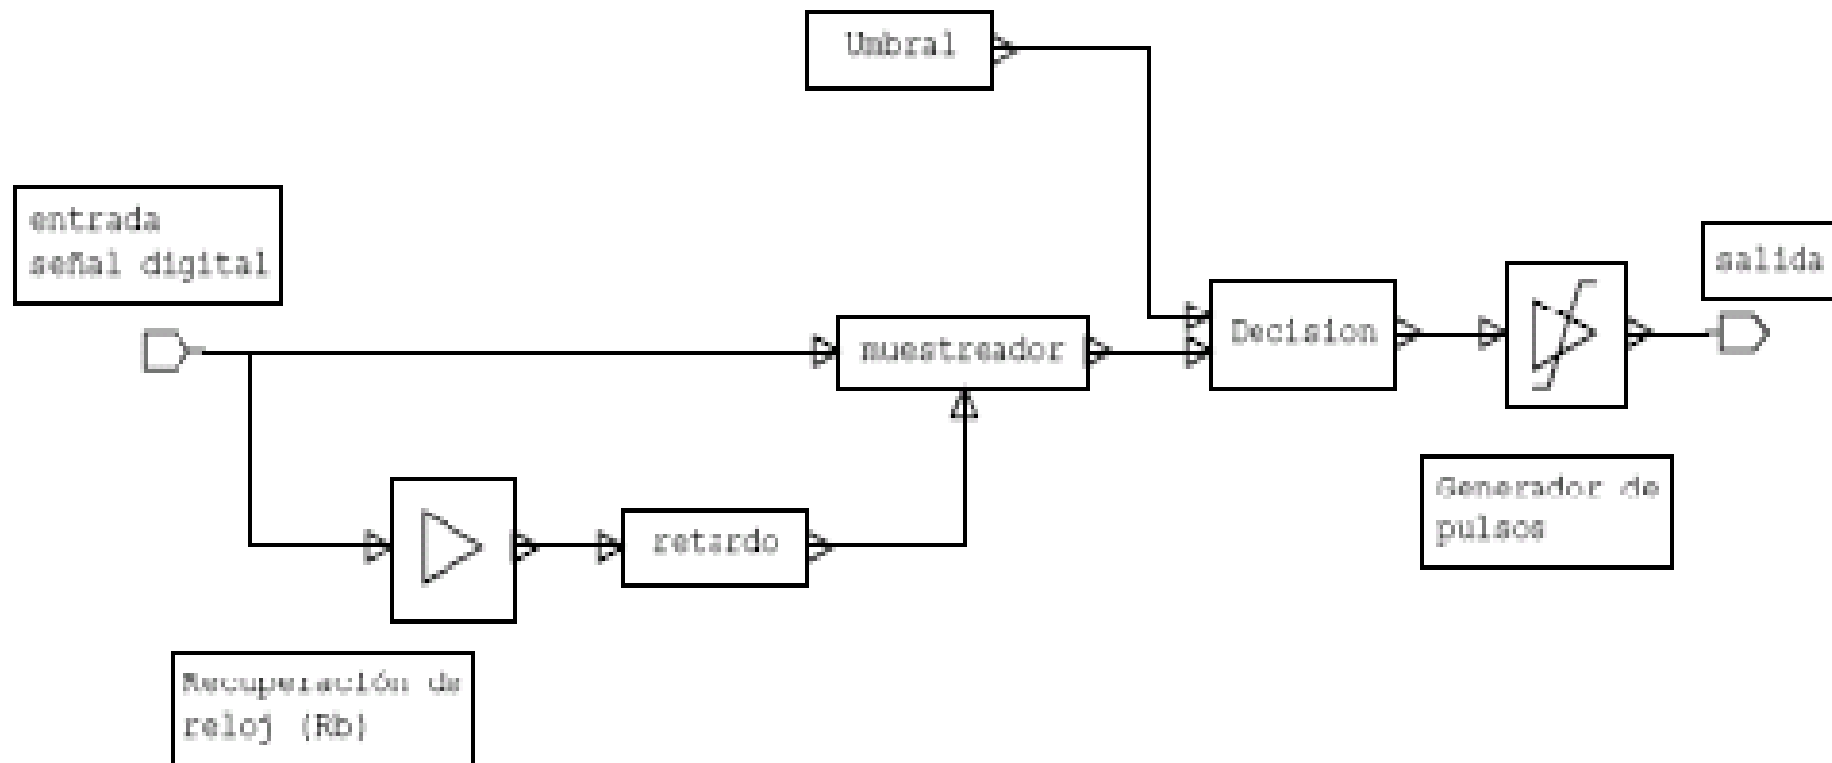 Umbral
entrada
señal digital
salida
muestreador
Decision
retardo
Generador de
pulsos
Recuperación de
reloj (Rb)